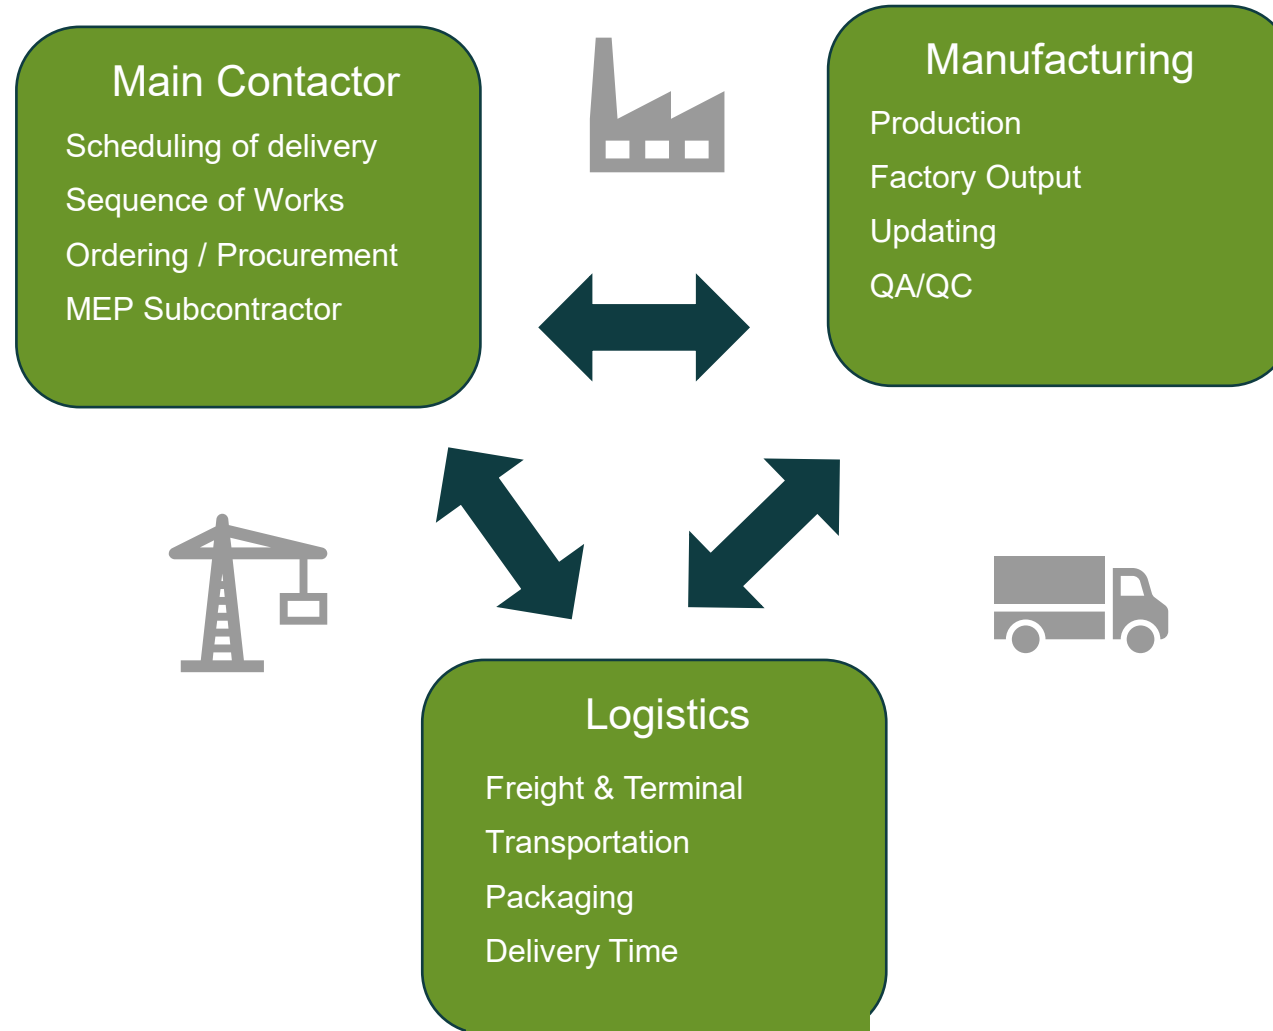 Main Contactor
Scheduling of delivery
Sequence of Works
Ordering / Procurement
MEP Subcontractor
Manufacturing
Production
Factory Output
Updating
QA/QC
Logistics
Freight & Terminal
Transportation
Packaging
Delivery Time